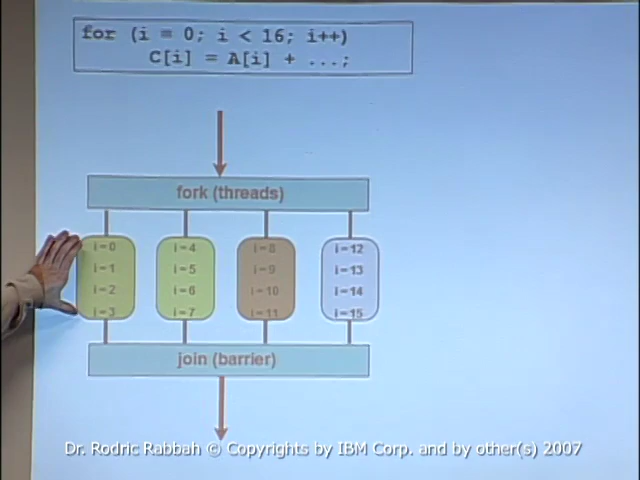 for (i = 0; i < 16; i++)
C[i] = A[i] + ...;
fork (threads)
i=0 i=4 i=8 i=12
i=1 i=5 i=9 i=13
i=2 i=6 i=10 i=14
i=3 i=7 i=11 i=15
join (barrier)
Dr. Rodric Rabbah © Copyrights by IBM Corp. and by other(s) 2007